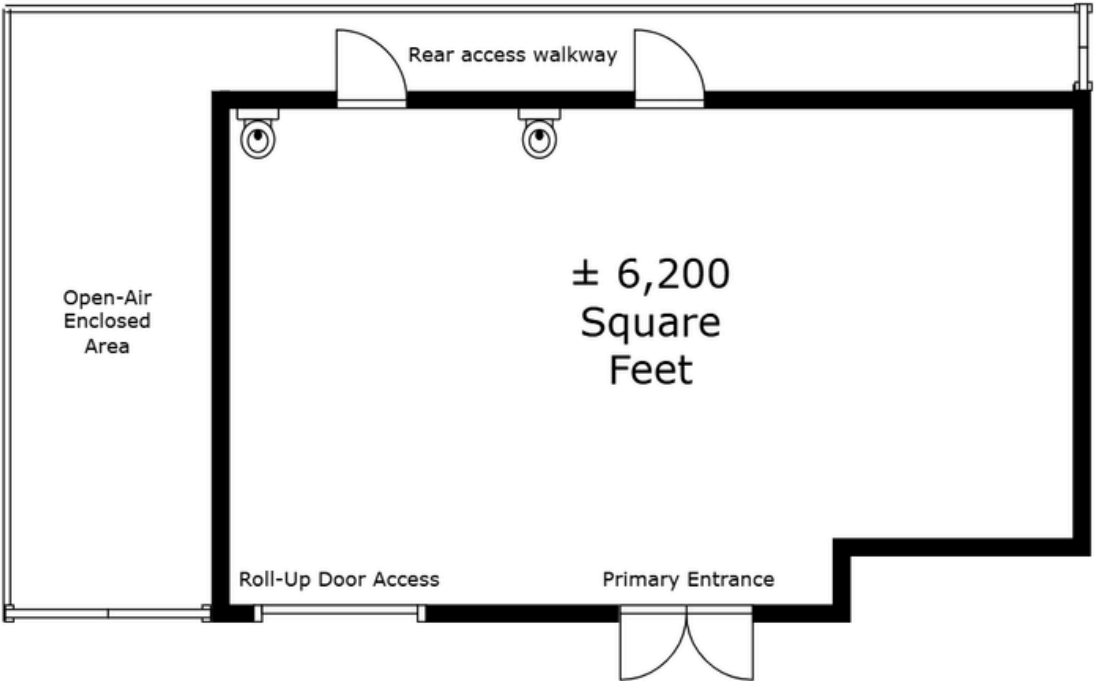 Rear access walkway
± 6,200
Square
Feet
Open-Air
Enclosed
Area
Roll-Up Door Access
Primary Entrance